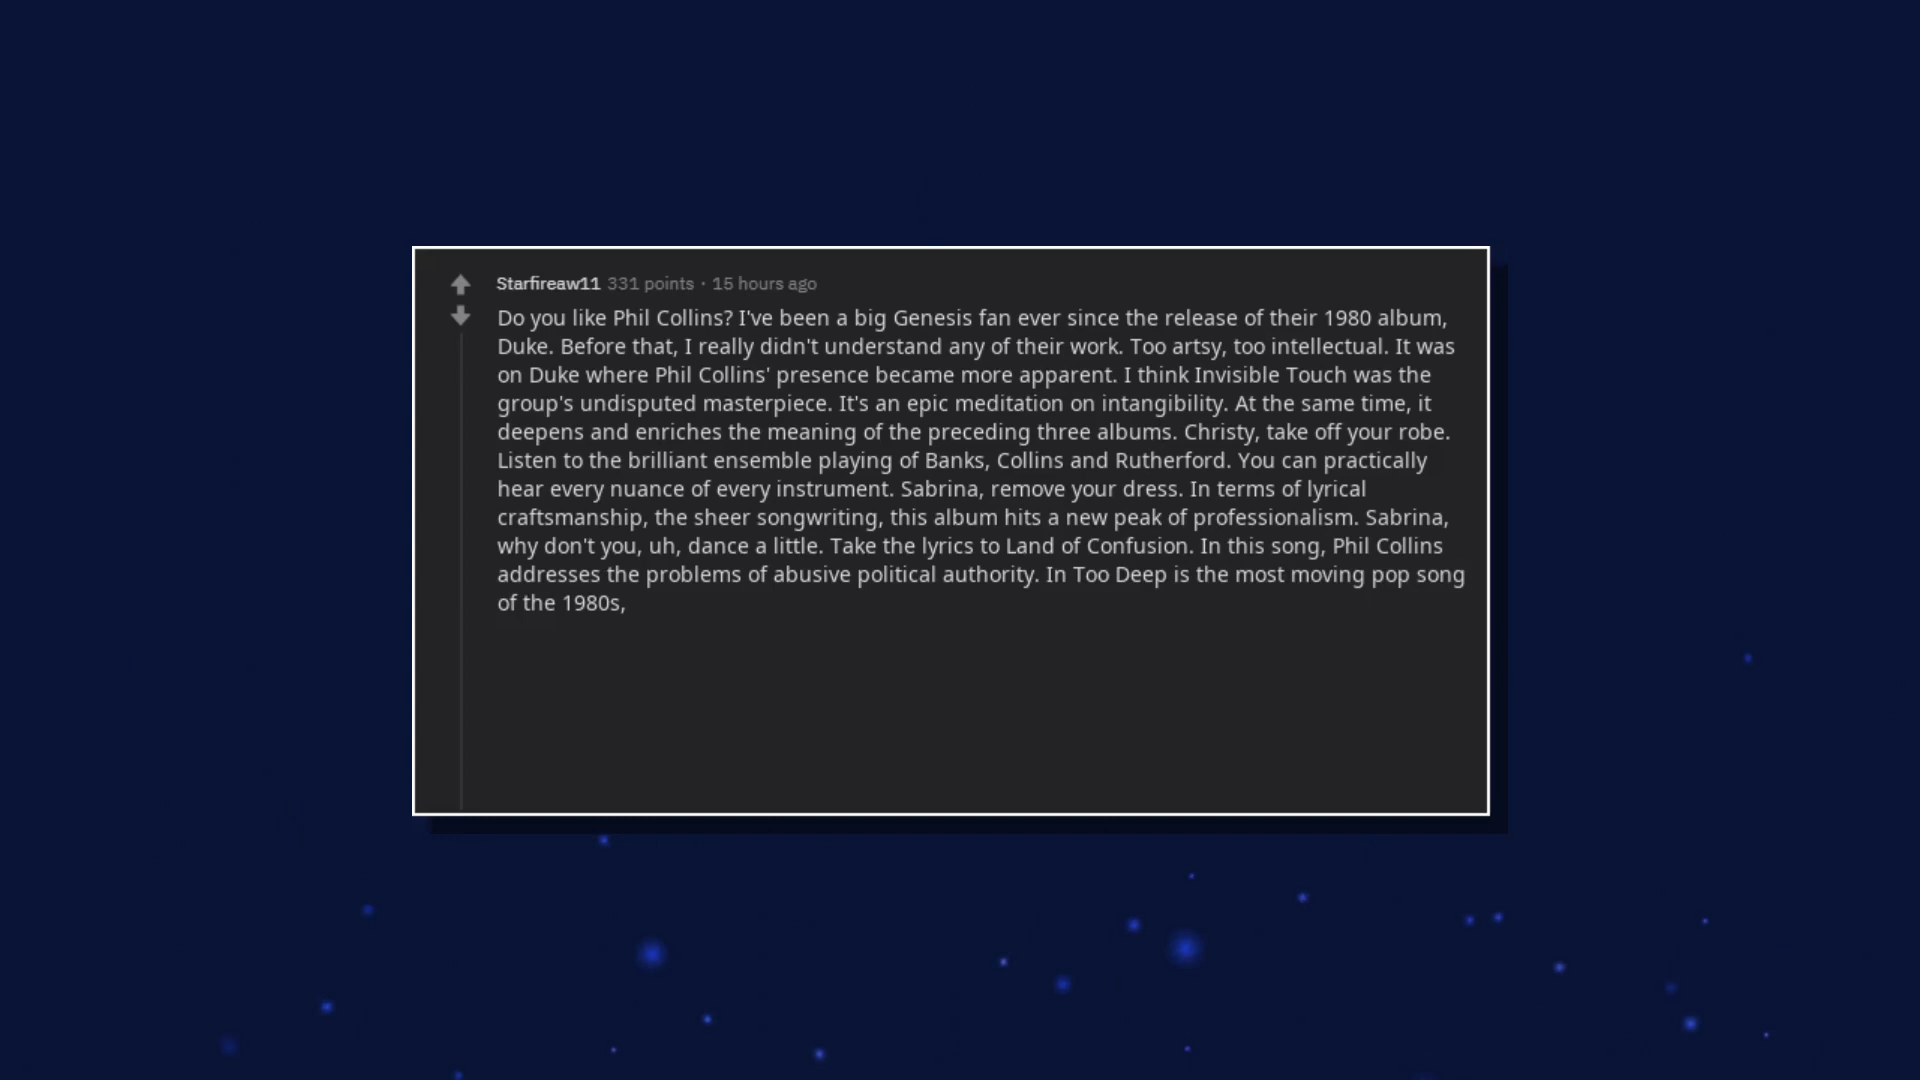 Starfireaw11 331 points · 15 hours ago
Do you like Phil Collins? I've been a big Genesis fan ever since the release of their 1980 album,
Duke. Before that, I really didn't understand any of their work. Too artsy, too intellectual. It was
on Duke where Phil Collins' presence became more apparent. I think Invisible Touch was the
group's undisputed masterpiece. It's an epic meditation on intangibility. At the same time, it
deepens and enriches the meaning of the preceding three albums. Christy, take off your robe.
Listen to the brilliant ensemble playing of Banks, Collins and Rutherford. You can practically
hear every nuance of every instrument. Sabrina, remove your dress. In terms of lyrical
craftsmanship, the sheer songwriting, this album hits a new peak of professionalism. Sabrina,
why don't you, uh, dance a little. Take the lyrics to Land of Confusion. In this song, Phil Collins
addresses the problems of abusive political authority. In Too Deep is the most moving pop song
of the 1980s,